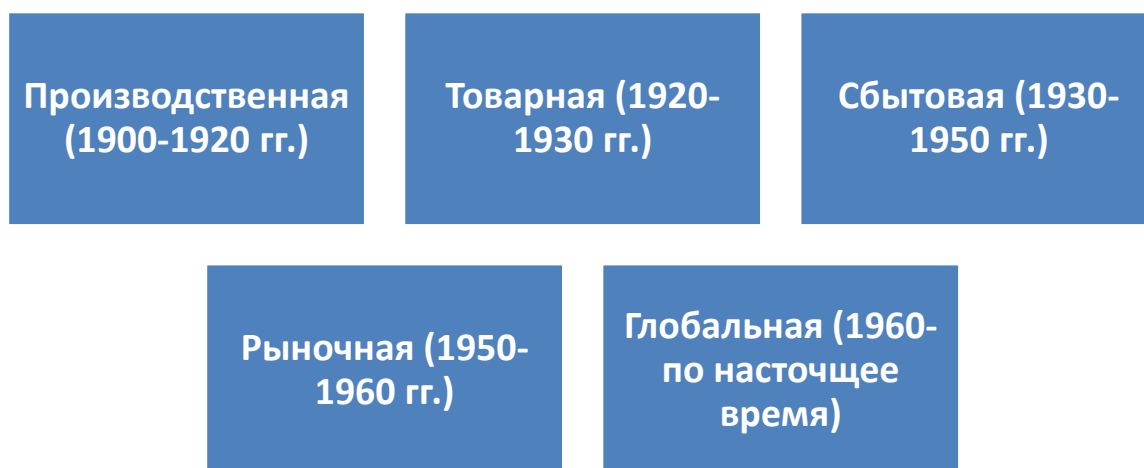 Производственная
(1900-1920 гг.)
Товарная (1920-
1930 гг.)
Сбытовая (1930-
1950 гг.)
Рыночная (1950-
1960 гг.)
Глобальная (1960-
по насточщее
время)